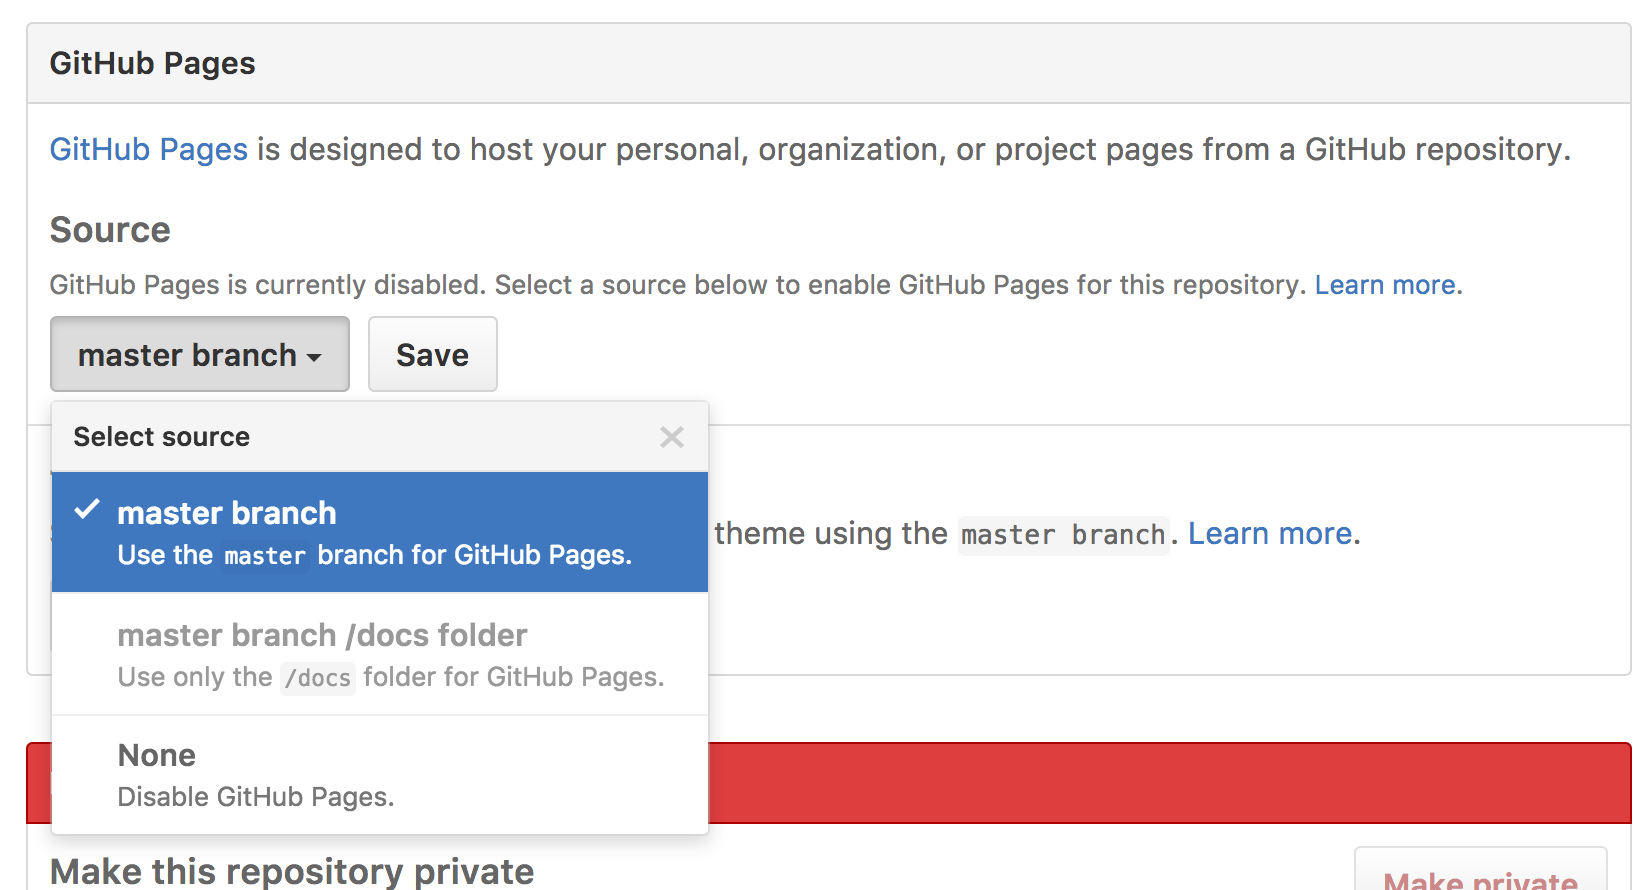 GitHub Pages
GitHub Pages is designed to host your personal, organization, or project pages from a GitHub repository.
Source
GitHub Pages is currently disabled. Select a source below to enable GitHub Pages for this repository. Learn more.
master branch
Save
Select source
master branch
Use the master branch for GitHub Pages.
theme using the master branch. Learn more.
master branch /docs folder
Use only the /docs folder for GitHub Pages.
None
Disable GitHub Pages.
Make this repository private
Make private